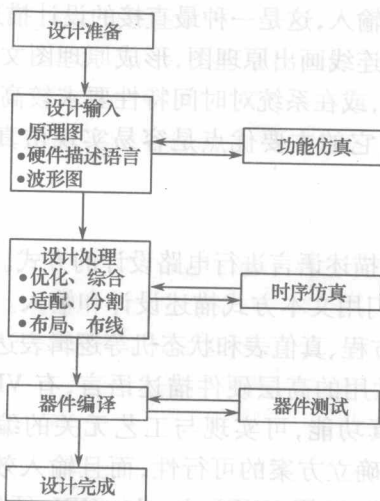 设计准备
设计输入
•原理图
•硬件描述语言
•波形图
功能仿真
设计处理
•优化、综合
•适配、分割
•布局、布线
时序仿真
器件编译
器件测试
设计完成